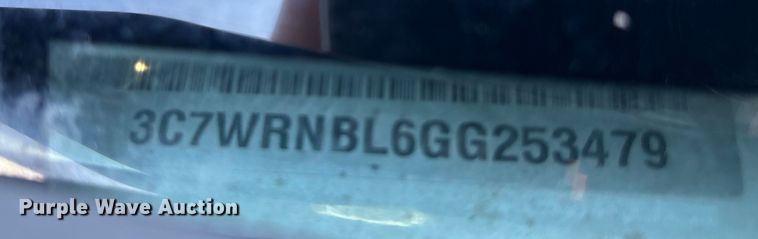 3C7WRNBL6GG253479
Purple Wave Auction